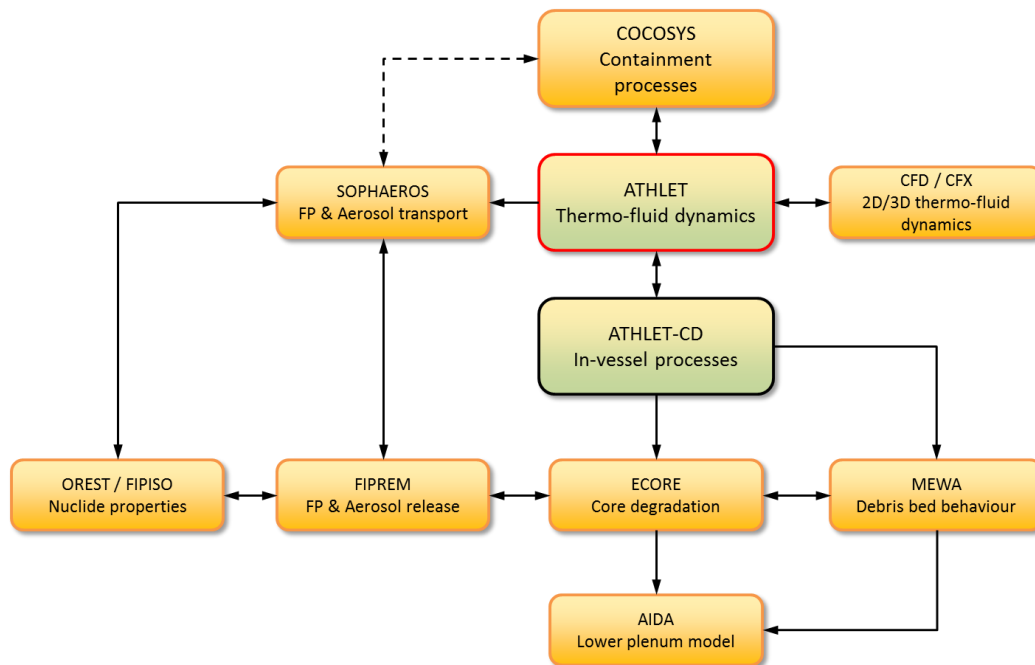 COCOSYS
Containment
processes
SOPHAEROS
FP & Aerosol transport
ATHLET
Thermo-fluid dynamics
CFD / CFX
2D/3D thermo-fluid
dynamics
ATHLET-CD
In-vessel processes
OREST / FIPISO
Nuclide properties
FIPREM
FP & Aerosol release
ECORE
Core degradation
MEWA
Debris bed behaviour
AIDA
Lower plenum model